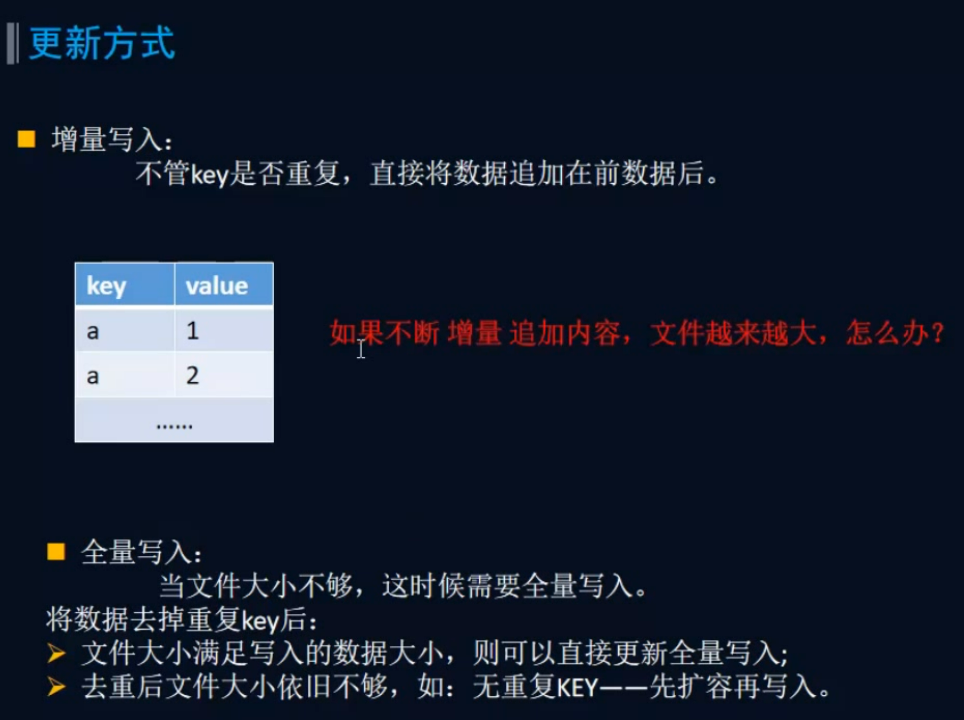 更新方式
增量写入：
不管key是否重复，直接将数据追加在前数据后。
key value
a 1
如果不断 增量 追加内容，文件越来越大，怎么办？
a 2
......
全量写入：
当文件大小不够，这时候需要全量写入。
将数据去掉重复key后：
文件大小满足写入的数据大小，则可以直接更新全量写入;
去重后文件大小依旧不够，如：无重复KEY——先扩容再写入。